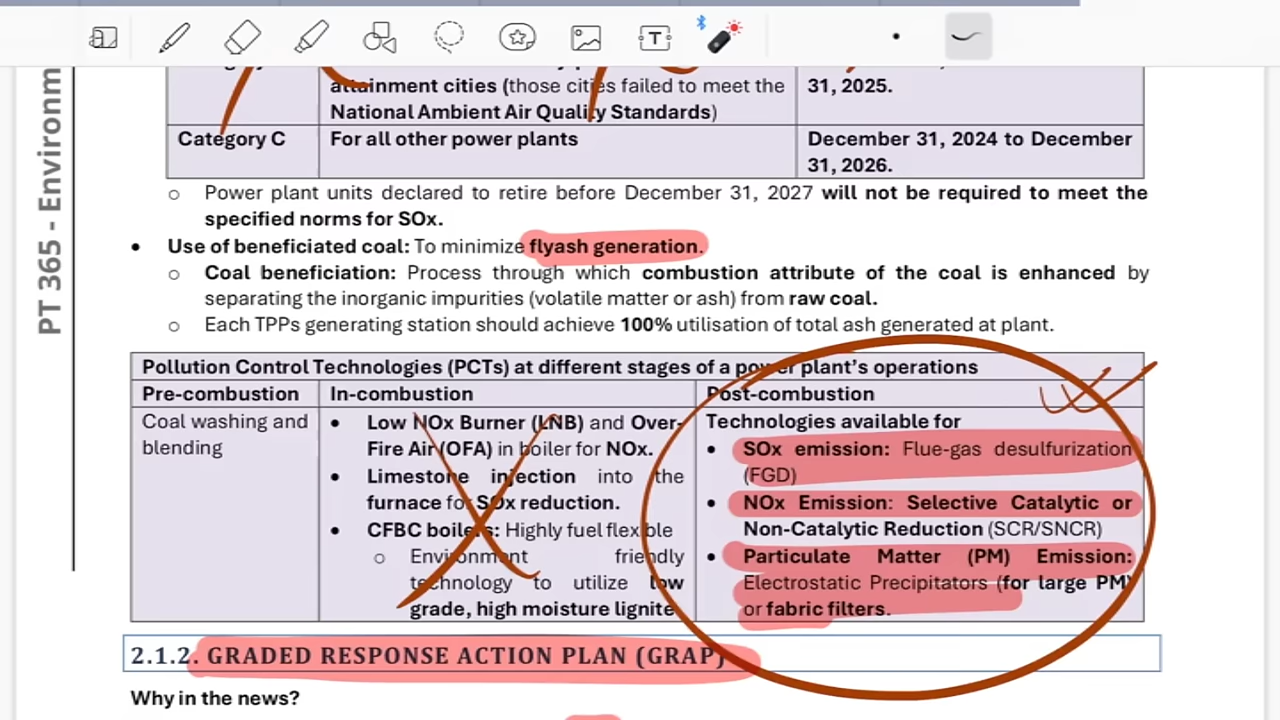 PT 365 - Environm
attainment cities (those cities failed to meet the
National Ambient Air Quality Standards)
31, 2025.
Category C
For all other power plants
December 31, 2024 to December
31, 2026.
o Power plant units declared to retire before December 31, 2027 will not be required to meet the
specified norms for SOx.
• Use of beneficiated coal: To minimize flyash generation.
o Coal beneficiation: Process through which combustion attribute of the coal is enhanced by
separating the inorganic impurities (volatile matter or ash) from raw coal.
o Each TPPs generating station should achieve 100% utilisation of total ash generated at plant.
Pollution Control Technologies (PCTs) at different stages of a power plant's operations
Pre-combustion
In-combustion
Post-combustion
Coal washing and
blending
• Low NOx Burner (LNB) and Over-
Fire Air (OFA) in boiler for NOx.
• Limestone injection into the
furnace for SOx reduction.
• CFBC boilers: Highly fuel flexible
o Environment friendly
technology to utilize low
grade, high moisture lignite
Technologies available for
• SOx emission: Flue-gas desulfurization
(FGD)
• NOx Emission: Selective Catalytic or
Non-Catalytic Reduction (SCR/SNCR)
• Particulate Matter (PM) Emission:
Electrostatic Precipitators (for large PM)
or fabric filters.
2.1.2. GRADED RESPONSE ACTION PLAN (GRAP)
Why in the news?